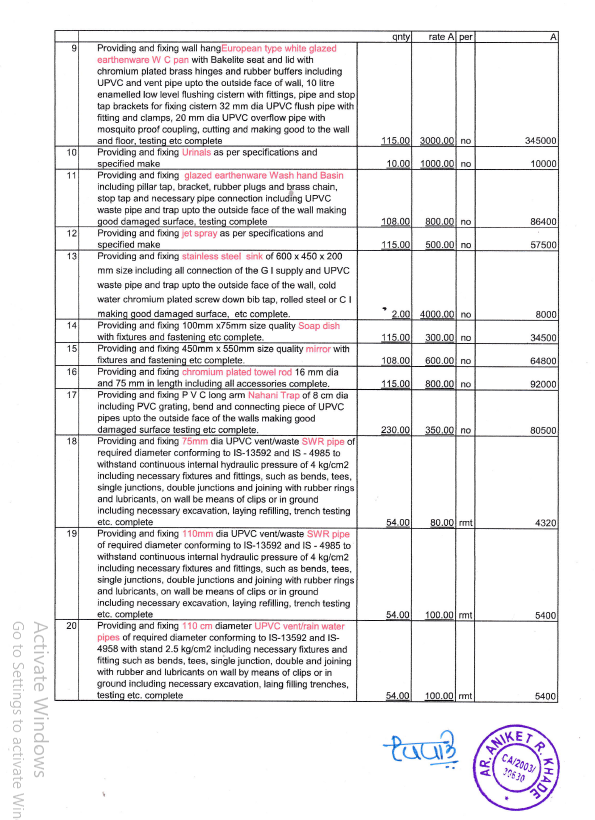 qnty rate A per A
9 Providing and fixing wall hangEuropean type white glazed
earthenware W C pan with Bakelite seat and lid with
chromium plated brass hinges and rubber buffers including
UPVC and vent pipe upto the outside face of wall, 10 litre
enamelled low level flushing cistern with fittings, pipe and stop
tap brackets for fixing cistern 32 mm dia UPVC flush pipe with
fitting and clamps, 20 mm dia UPVC overflow pipe with
mosquito proof coupling, cutting and making good to the wall
and floor, testing etc complete 115.00 3000.00 no 345000
10 Providing and fixing Urinals as per specifications and
specified make 10.00 1000.00 no 10000
11 Providing and fixing glazed earthenware Wash hand Basin
including pillar tap, bracket, rubber plugs and brass chain,
stop tap and necessary pipe connection including UPVC
waste pipe and trap upto the outside face of the wall making
good damaged surface, testing complete 108.00 800.00 no 86400
12 Providing and fixing jet spray as per specifications and
specified make 115.00 500.00 no 57500
13 Providing and fixing stainless steel sink of 600 x 450 x 200
mm size including all connection of the G I supply and UPVC
waste pipe and trap upto the outside face of the wall, cold
water chromium plated screw down bib tap, rolled steel or C I
making good damaged surface, etc complete. 2.00 4000.00 no 8000
14 Providing and fixing 100mm x75mm size quality Soap dish
with fixtures and fastening etc complete. 115.00 300.00 no 34500
15 Providing and fixing 450mm x 550mm size quality mirror with
fixtures and fastening etc complete. 108.00 600.00 no 64800
16 Providing and fixing chromium plated towel rod 16 mm dia
and 75 mm in length including all accessories complete. 115.00 800.00 no 92000
17 Providing and fixing P V C long arm Nahani Trap of 8 cm dia
including PVC grating, bend and connecting piece of UPVC
pipes upto the outside face of the walls making good
damaged surface testing etc complete. 230.00 350.00 no 80500
18 Providing and fixing 75mm dia UPVC vent/waste SWR pipe of
required diameter conforming to IS-13592 and IS - 4985 to
withstand continuous internal hydraulic pressure of 4 kg/cm2
including necessary fixtures and fittings, such as bends, tees,
single junctions, double junctions and joining with rubber rings
and lubricants, on wall be means of clips or in ground
including necessary excavation, laying refilling, trench testing
etc. complete 54.00 80.00 rmt 4320
19 Providing and fixing 110mm dia UPVC vent/waste SWR pipe
of required diameter conforming to IS-13592 and IS - 4985 to
withstand continuous internal hydraulic pressure of 4 kg/cm2
including necessary fixtures and fittings, such as bends, tees,
single junctions, double junctions and joining with rubber rings
and lubricants, on wall be means of clips or in ground
including necessary excavation, laying refilling, trench testing
etc. complete 54.00 100.00 rmt 5400
20 Providing and fixing 110 cm diameter UPVC vent/rain water
pipes of required diameter conforming to IS-13592 and IS-
4958 with stand 2.5 kg/cm2 including necessary fixtures and
fitting such as bends, tees, single junction, double and joining
with rubber and lubricants on wall by means of clips or in
ground including necessary excavation, laing filling trenches,
testing etc. complete 54.00 100.00 rmt 5400
Activate Windows
Go to Settings to activate Win
AR. ANIKET R. KHADE
CA/2003/
30630